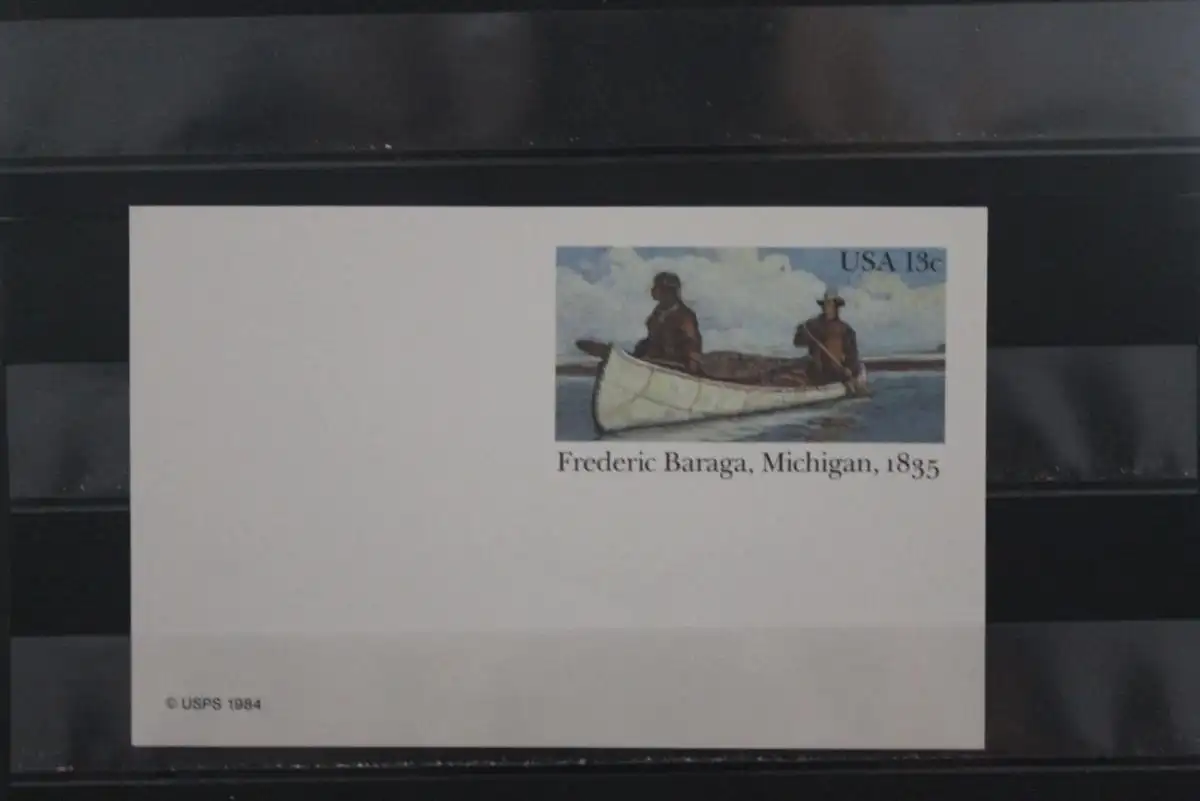 USA 13c
Frederic Baraga, Michigan, 1835
© USPS 1984